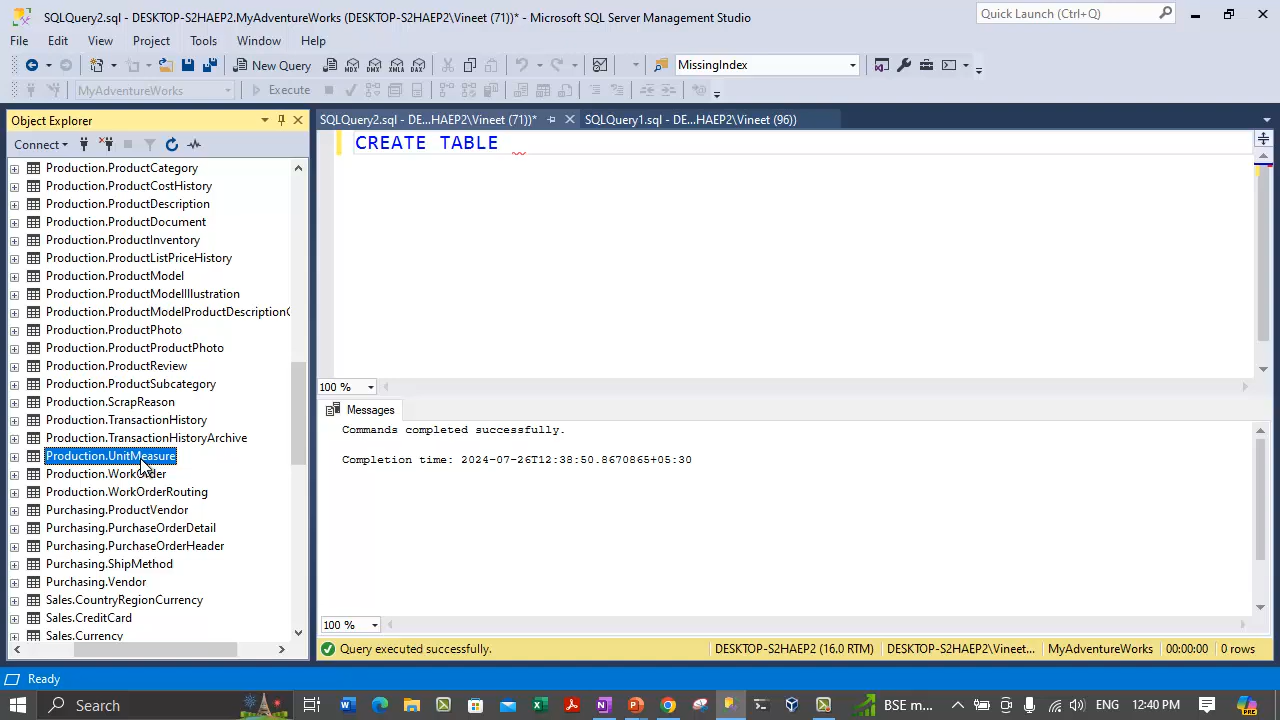 SQLQuery2.sql - DESKTOP-S2HAEP2.MyAdventureWorks (DESKTOP-S2HAEP2\Vineet (71))* - Microsoft SQL Server Management Studio
Quick Launch (Ctrl+Q)
File Edit View Project Tools Window Help
New Query
MDX DMX XMLA DAX
MissingIndex
MyAdventureWorks
Execute
Object Explorer
SQLQuery2.sql - DE...HAEP2\Vineet (71))*
SQLQuery1.sql - DE...HAEP2\Vineet (96))
Connect
CREATE TABLE
Production.ProductCategory
Production.ProductCostHistory
Production.ProductDescription
Production.ProductDocument
Production.ProductInventory
Production.ProductListPriceHistory
Production.ProductModel
Production.ProductModelIllustration
Production.ProductModelProductDescriptionC
Production.ProductPhoto
Production.ProductProductPhoto
Production.ProductReview
Production.ProductSubcategory
Production.ScrapReason
Production.TransactionHistory
Production.TransactionHistoryArchive
Production.UnitMeasure
Production.WorkOrder
Production.WorkOrderRouting
Purchasing.ProductVendor
Purchasing.PurchaseOrderDetail
Purchasing.PurchaseOrderHeader
Purchasing.ShipMethod
Purchasing.Vendor
Sales.CountryRegionCurrency
Sales.CreditCard
Sales.Currency
100 %
Messages
Commands completed successfully.
Completion time: 2024-07-26T12:38:50.8670865+05:30
100 %
Query executed successfully.
DESKTOP-S2HAEP2 (16.0 RTM)
DESKTOP-S2HAEP2\Vineet...
MyAdventureWorks
00:00:00
0 rows
Ready
Search
BSE m...
ENG
12:40 PM